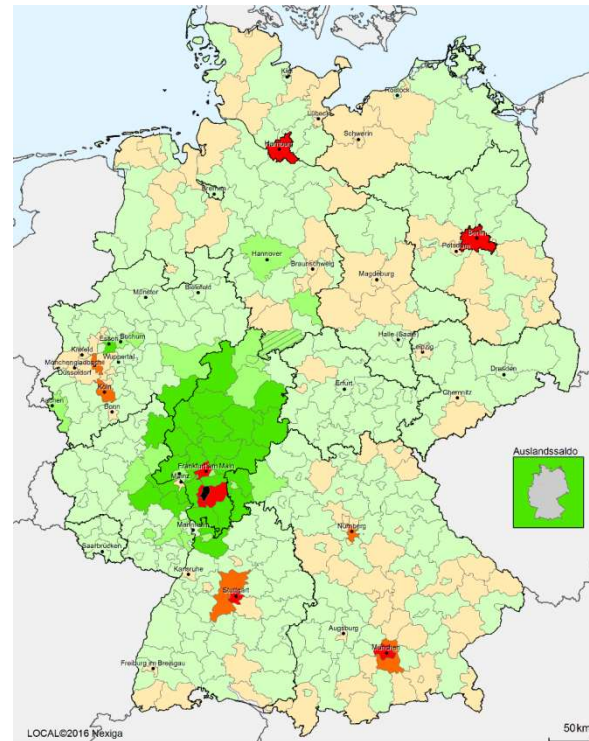 Kiel
Rostock
Lübeck
Schwerin
Hamburg
Bremen
Berlin
Potsdam
Hannover
Braunschweig
Magdeburg
Münster
Bielefeld
Essen
Bochum
Krefeld
Wuppertal
Mönchengladbach
Düsseldorf
Köln
Aachen
Bonn
Halle (Saale)
Leipzig
Dresden
Erfurt
Chemnitz
Frankfurt am Main
Mainz
Mannheim
Saarbrücken
Karlsruhe
Stuttgart
Nürnberg
Augsburg
München
Freiburg im Breisgau
Auslandssaldo
LOCAL©2016 Nexiga
50km